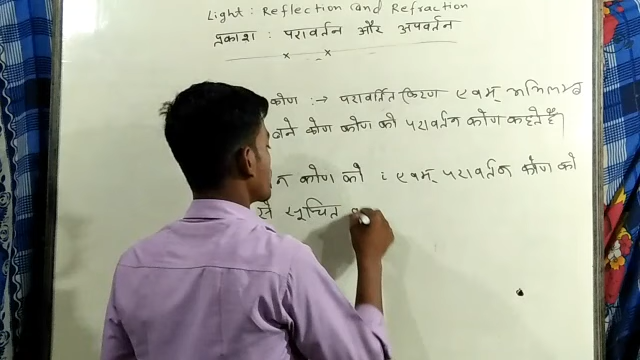 Light : Reflection and Refraction
प्रकाश : परावर्तन और अपवर्तन
कोण :→ परावर्तित किरण एवम् अभिलम्ब
बने कोण कोण को परावर्तन कोण कहते हैं।
न कोण को i एवम् परावर्तन कोण को
से सूचित